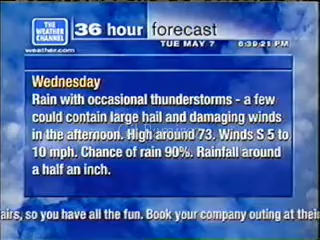 THE
WEATHER
CHANNEL
36 hour forecast
weather.com
TUE MAY 7 6:39:21 PM
Wednesday
Rain with occasional thunderstorms - a few
could contain large hail and damaging winds
in the afternoon. High around 73. Winds S 5 to
10 mph. Chance of rain 90%. Rainfall around
a half an inch.
airs, so you have all the fun. Book your company outing at their